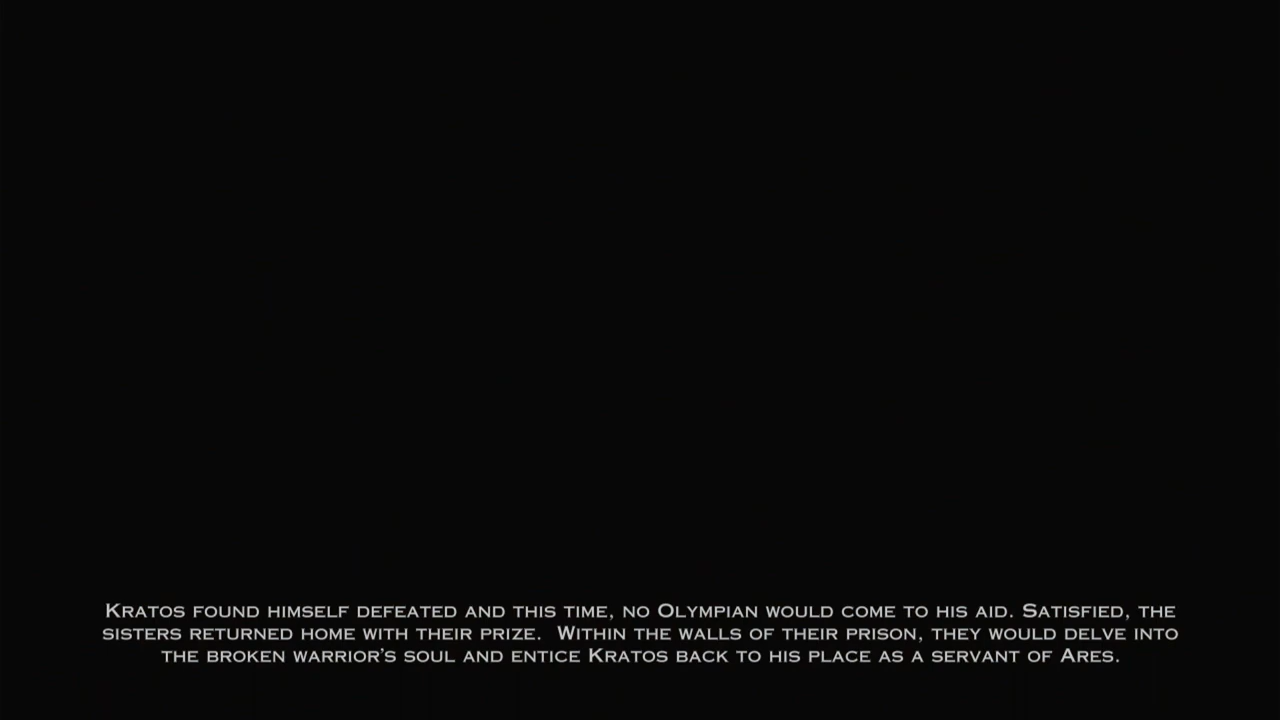 Kratos found himself defeated and this time, no Olympian would come to his aid. Satisfied, the
sisters returned home with their prize.  Within the walls of their prison, they would delve into
the broken warrior's soul and entice Kratos back to his place as a servant of Ares.